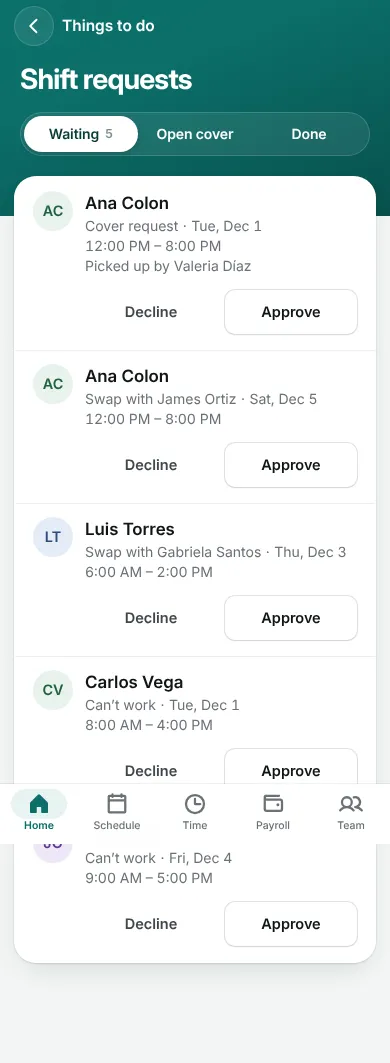 Things to do
Shift requests
Waiting 5
Open cover
Done
AC
Ana Colon
Cover request · Tue, Dec 1
12:00 PM – 8:00 PM
Picked up by Valeria Díaz
Decline
Approve
AC
Ana Colon
Swap with James Ortiz · Sat, Dec 5
12:00 PM – 8:00 PM
Decline
Approve
LT
Luis Torres
Swap with Gabriela Santos · Thu, Dec 3
6:00 AM – 2:00 PM
Decline
Approve
CV
Carlos Vega
Can’t work · Tue, Dec 1
8:00 AM – 4:00 PM
Decline
Approve
Home
Schedule
Time
Payroll
Team
Can’t work · Fri, Dec 4
9:00 AM – 5:00 PM
Decline
Approve